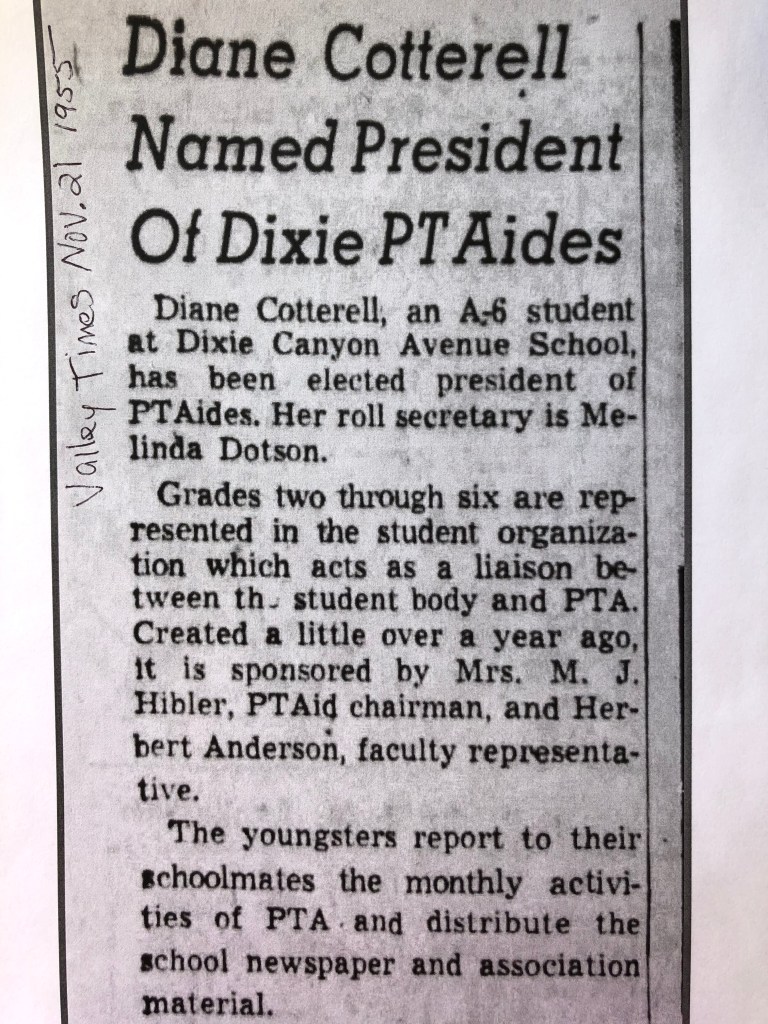 Valley Times Nov. 21 1955
Diane Cotterell
Named President
Of Dixie PTAides
Diane Cotterell, an A-6 student
at Dixie Canyon Avenue School,
has been elected president of
PTAides. Her roll secretary is Me-
linda Dotson.
Grades two through six are rep-
resented in the student organiza-
tion which acts as a liaison be-
tween th. student body and PTA.
Created a little over a year ago,
it is sponsored by Mrs. M. J.
Hibler, PTAid chairman, and Her-
bert Anderson, faculty representa-
tive.
The youngsters report to their
schoolmates the monthly activi-
ties of PTA and distribute the
school newspaper and association
material.